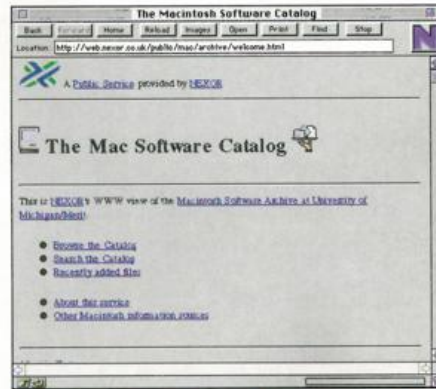 The Macintosh Software Catalog
Back Forward Home Reload Images Open Print Find Stop
Location: http://web.nexor.co.uk/public/mac/archive/welcome.html
N
A Public Service provided by NEXOR
The Mac Software Catalog
This is NEXOR's WWW view of the Macintosh Software Archive at University of
Michigan/Merit.
Browse the Catalog
Search the Catalog
Recently added files
About this service
Other Macintosh information sources